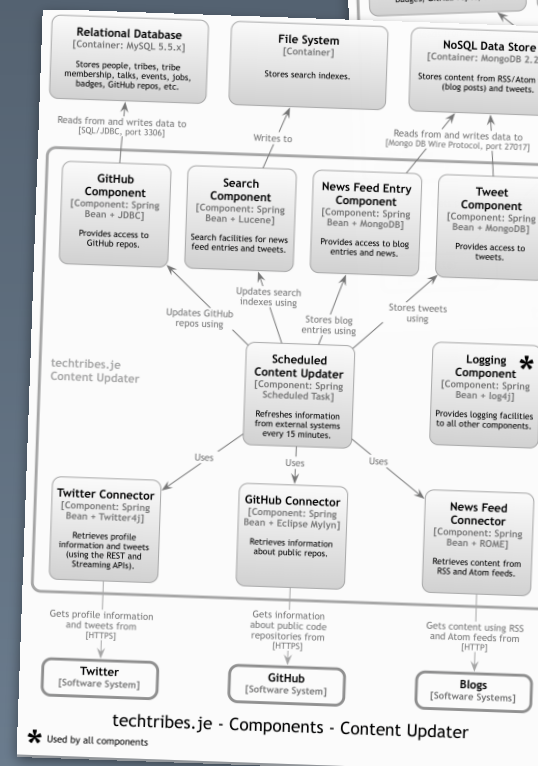 Relational Database
[Container: MySQL 5.5.x]
Stores people, tribes, tribe
membership, talks, events, jobs,
badges, GitHub repos, etc.
File System
[Container]
Stores search indexes.
NoSQL Data Store
[Container: MongoDB 2.2
Stores content from RSS/Atom
(blog posts) and tweets.
Reads from and writes data to
[SQL/JDBC, port 3306]
Writes to
Reads from and writes data to
[Mongo DB Wire Protocol, port 27017]
GitHub
Component
[Component: Spring
Bean + JDBC]
Provides access to
GitHub repos.
Search
Component
[Component: Spring
Bean + Lucene]
Search facilities for news
feed entries and tweets.
News Feed Entry
Component
[Component: Spring
Bean + MongoDB]
Provides access to blog
entries and news.
Tweet
Component
[Component: Spring
Bean + MongoDB]
Provides access to
tweets.
Updates GitHub
repos using
Updates search
indexes using
Stores blog
entries using
Stores tweets
using
techtribes.je
Content Updater
Scheduled
Content Updater
[Component: Spring
Scheduled Task]
Refreshes information
from external systems
every 15 minutes.
Logging
Component
*
[Component: Spring
Bean + log4j]
Provides logging facilities
to all other components.
Uses
Uses
Uses
Twitter Connector
[Component: Spring
Bean + Twitter4j]
Retrieves profile
information and tweets
(using the REST and
Streaming APIs).
GitHub Connector
[Component: Spring
Bean + Eclipse Mylyn]
Retrieves information
about public repos.
News Feed
Connector
[Component: Spring
Bean + ROME]
Retrieves content from
RSS and Atom feeds.
Gets profile information
and tweets from
[HTTPS]
Gets information
about public code
repositories from
[HTTPS]
Gets content using RSS
and Atom feeds from
[HTTP]
Twitter
[Software System]
GitHub
[Software System]
Blogs
[Software Systems]
techtribes.je - Components - Content Updater
* Used by all components